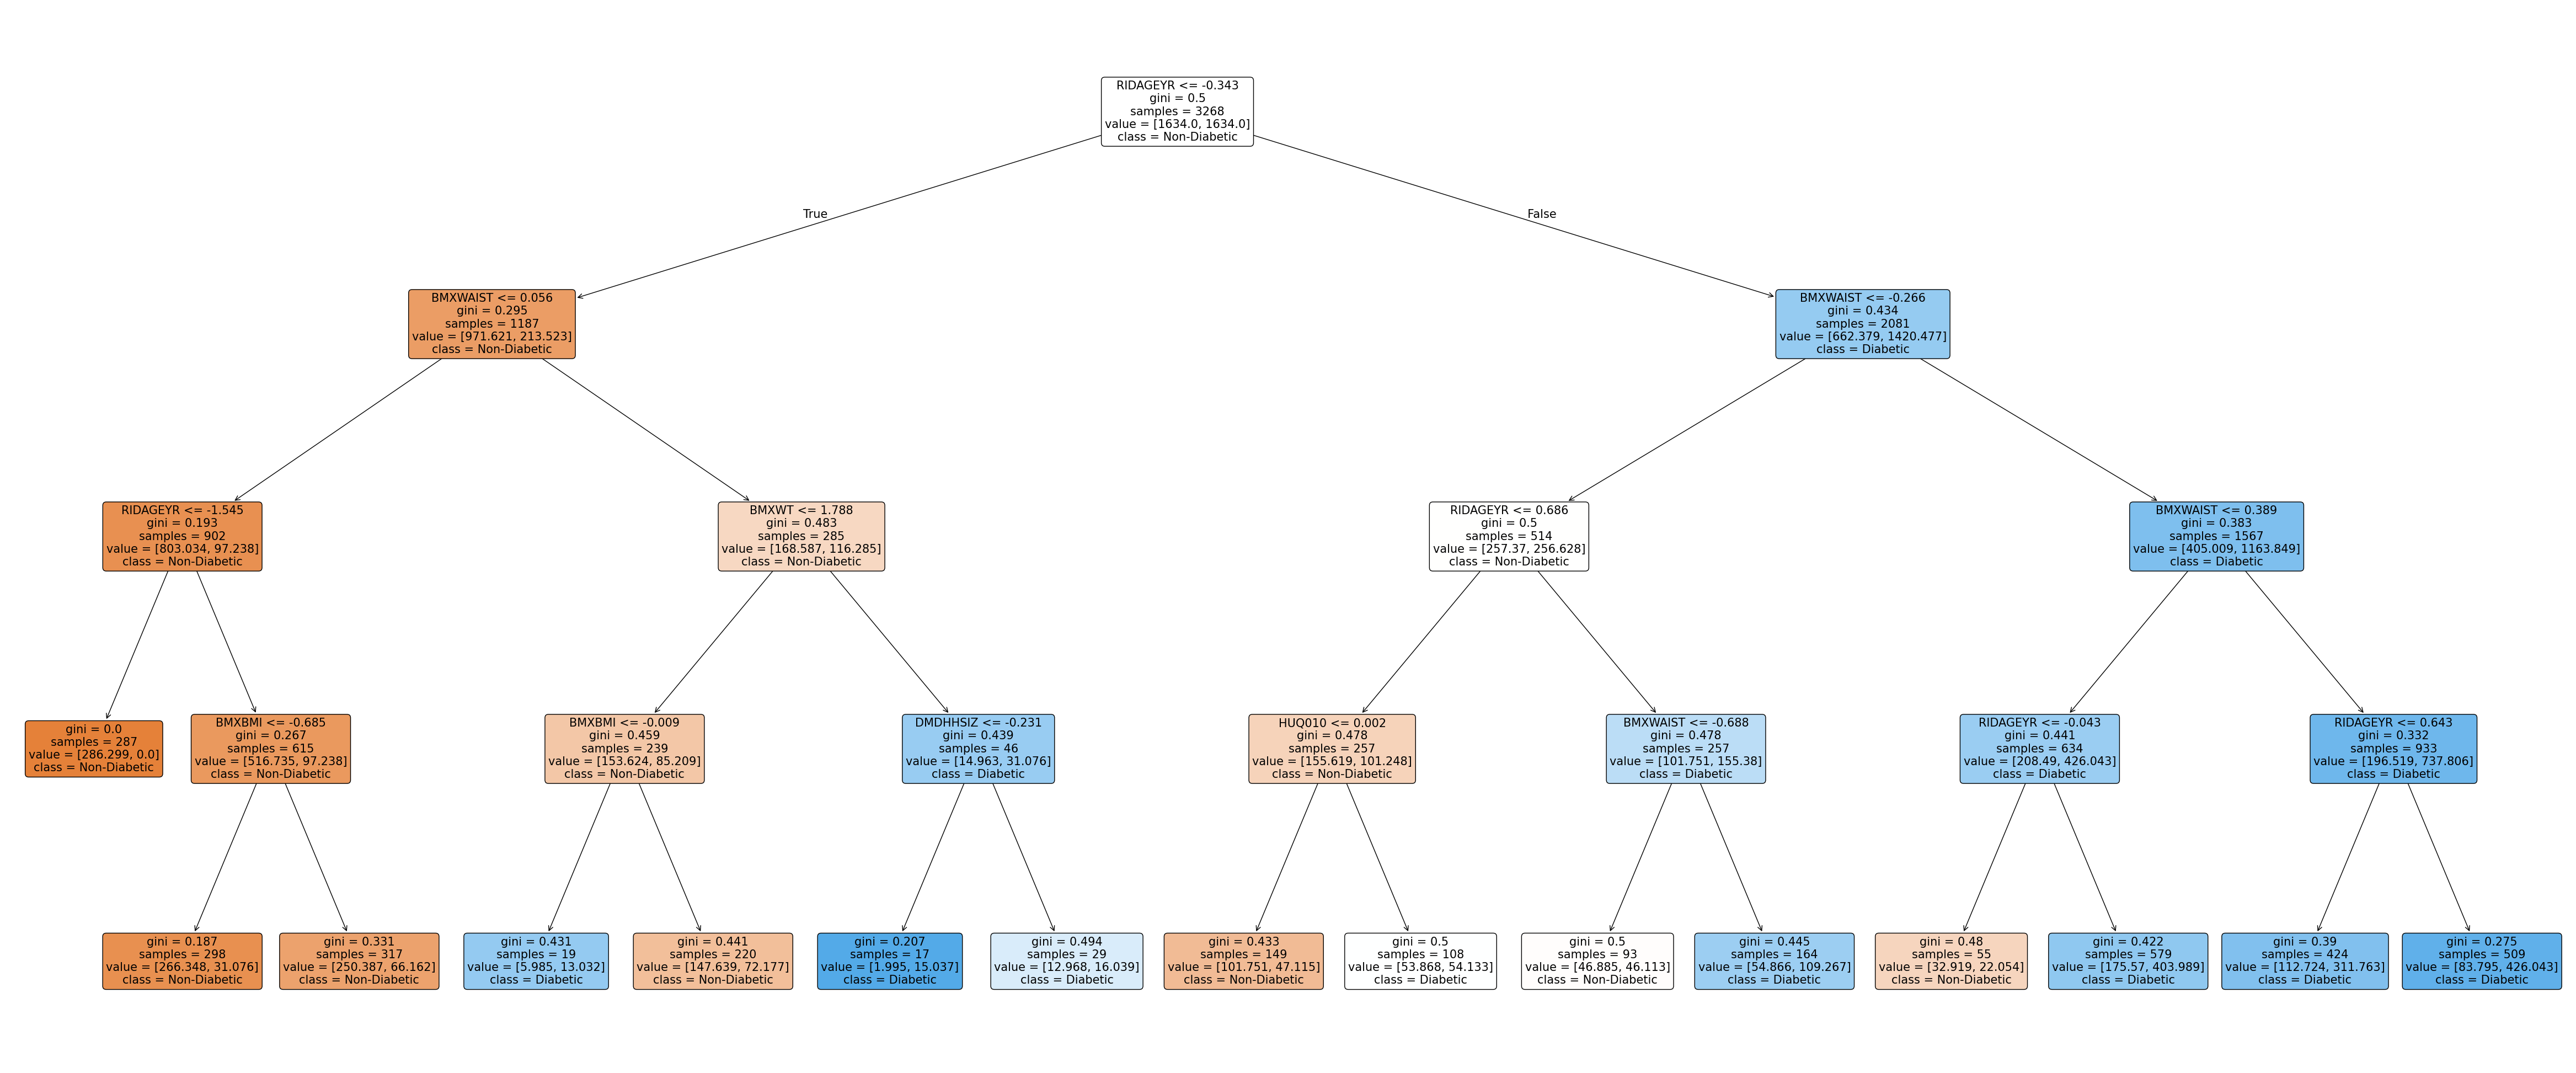 RIDAGEYR <= -0.343
gini = 0.5
samples = 3268
value = [1634.0, 1634.0]
class = Non-Diabetic
True
False
BMXWAIST <= 0.056
gini = 0.295
samples = 1187
value = [971.621, 213.523]
class = Non-Diabetic
BMXWAIST <= -0.266
gini = 0.434
samples = 2081
value = [662.379, 1420.477]
class = Diabetic
RIDAGEYR <= -1.545
gini = 0.193
samples = 902
value = [803.034, 97.238]
class = Non-Diabetic
BMXWT <= 1.788
gini = 0.483
samples = 285
value = [168.587, 116.285]
class = Non-Diabetic
RIDAGEYR <= 0.686
gini = 0.5
samples = 514
value = [257.37, 256.628]
class = Non-Diabetic
BMXWAIST <= 0.389
gini = 0.383
samples = 1567
value = [405.009, 1163.849]
class = Diabetic
gini = 0.0
samples = 287
value = [286.299, 0.0]
class = Non-Diabetic
BMXBMI <= -0.685
gini = 0.267
samples = 615
value = [516.735, 97.238]
class = Non-Diabetic
BMXBMI <= -0.009
gini = 0.459
samples = 239
value = [153.624, 85.209]
class = Non-Diabetic
DMDHHSIZ <= -0.231
gini = 0.439
samples = 46
value = [14.963, 31.076]
class = Diabetic
HUQ010 <= 0.002
gini = 0.478
samples = 257
value = [155.619, 101.248]
class = Non-Diabetic
BMXWAIST <= -0.688
gini = 0.478
samples = 257
value = [101.751, 155.38]
class = Diabetic
RIDAGEYR <= -0.043
gini = 0.441
samples = 634
value = [208.49, 426.043]
class = Diabetic
RIDAGEYR <= 0.643
gini = 0.332
samples = 933
value = [196.519, 737.806]
class = Diabetic
gini = 0.187
samples = 298
value = [266.348, 31.076]
class = Non-Diabetic
gini = 0.331
samples = 317
value = [250.387, 66.162]
class = Non-Diabetic
gini = 0.431
samples = 19
value = [5.985, 13.032]
class = Diabetic
gini = 0.441
samples = 220
value = [147.639, 72.177]
class = Non-Diabetic
gini = 0.207
samples = 17
value = [1.995, 15.037]
class = Diabetic
gini = 0.494
samples = 29
value = [12.968, 16.039]
class = Diabetic
gini = 0.433
samples = 149
value = [101.751, 47.115]
class = Non-Diabetic
gini = 0.5
samples = 108
value = [53.868, 54.133]
class = Diabetic
gini = 0.5
samples = 93
value = [46.885, 46.113]
class = Non-Diabetic
gini = 0.445
samples = 164
value = [54.866, 109.267]
class = Diabetic
gini = 0.48
samples = 55
value = [32.919, 22.054]
class = Non-Diabetic
gini = 0.422
samples = 579
value = [175.57, 403.989]
class = Diabetic
gini = 0.39
samples = 424
value = [112.724, 311.763]
class = Diabetic
gini = 0.275
samples = 509
value = [83.795, 426.043]
class = Diabetic